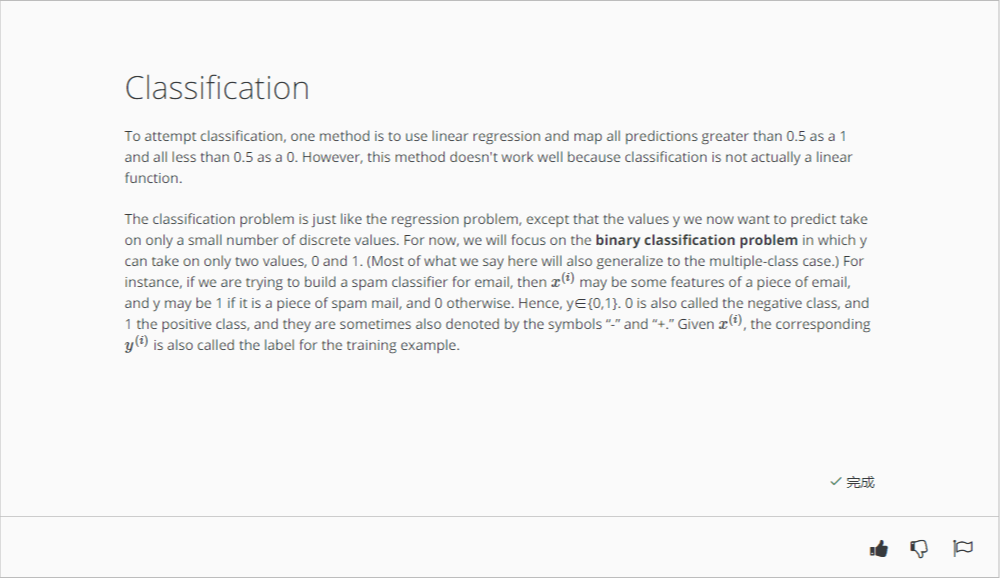 Classification
To attempt classification, one method is to use linear regression and map all predictions greater than 0.5 as a 1
and all less than 0.5 as a 0. However, this method doesn't work well because classification is not actually a linear
function.
The classification problem is just like the regression problem, except that the values y we now want to predict take
on only a small number of discrete values. For now, we will focus on the binary classification problem in which y
can take on only two values, 0 and 1. (Most of what we say here will also generalize to the multiple-class case.) For
instance, if we are trying to build a spam classifier for email, then x⁽ⁱ⁾ may be some features of a piece of email,
and y may be 1 if it is a piece of spam mail, and 0 otherwise. Hence, y∈{0,1}. 0 is also called the negative class, and
1 the positive class, and they are sometimes also denoted by the symbols “-” and “+.” Given x⁽ⁱ⁾, the corresponding
y⁽ⁱ⁾ is also called the label for the training example.
✓ 完成